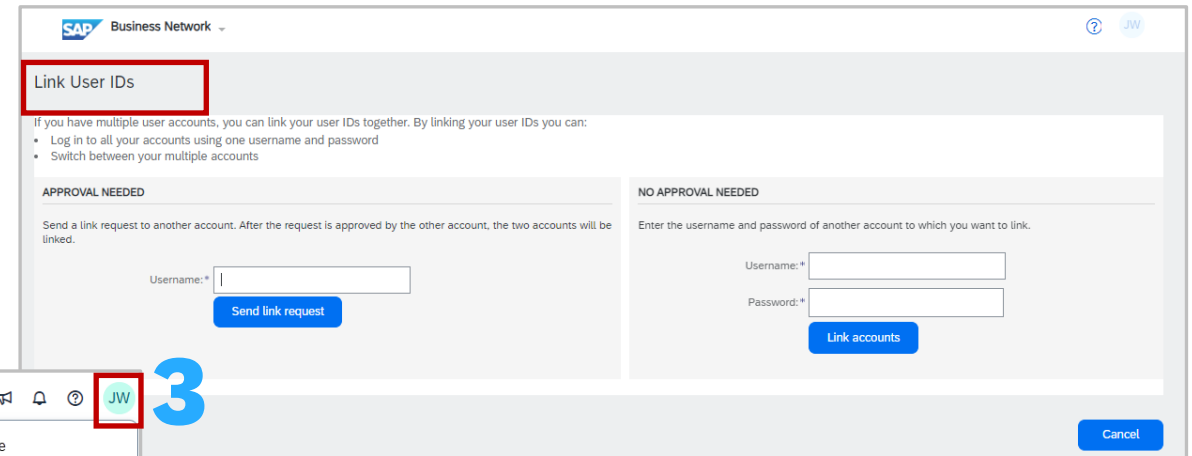 SAP Business Network
JW
Link User IDs
If you have multiple user accounts, you can link your user IDs together. By linking your user IDs you can:
• Log in to all your accounts using one username and password
• Switch between your multiple accounts
APPROVAL NEEDED
Send a link request to another account. After the request is approved by the other account, the two accounts will be
linked.
Username:*
Send link request
NO APPROVAL NEEDED
Enter the username and password of another account to which you want to link.
Username:*
Password:*
Link accounts
JW
3
Cancel